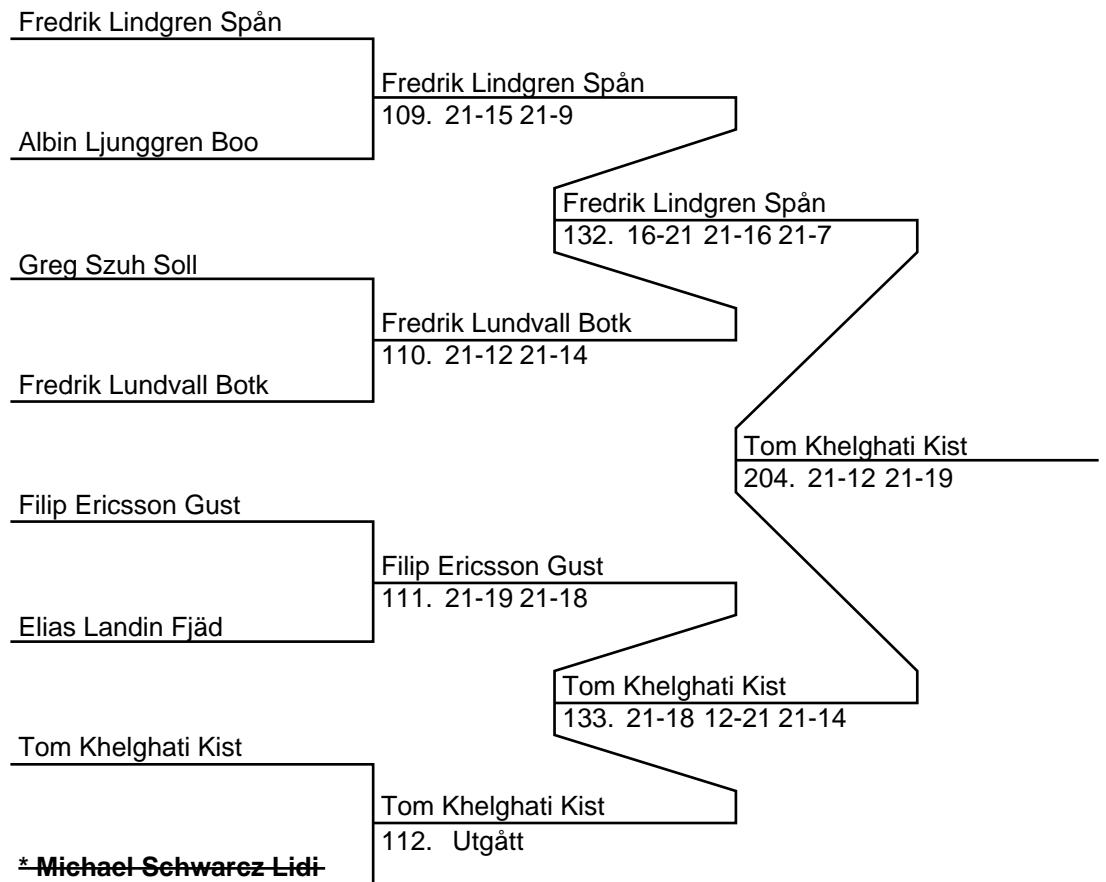 Fredrik Lindgren Spån
Fredrik Lindgren Spån
109. 21-15 21-9
Albin Ljunggren Boo
Fredrik Lindgren Spån
132. 16-21 21-16 21-7
Greg Szuh Soll
Fredrik Lundvall Botk
110. 21-12 21-14
Fredrik Lundvall Botk
Tom Khelghati Kist
204. 21-12 21-19
Filip Ericsson Gust
Filip Ericsson Gust
111. 21-19 21-18
Elias Landin Fjäd
Tom Khelghati Kist
133. 21-18 12-21 21-14
Tom Khelghati Kist
Tom Khelghati Kist
112. Utgått
* Michael Schwarcz Lidi